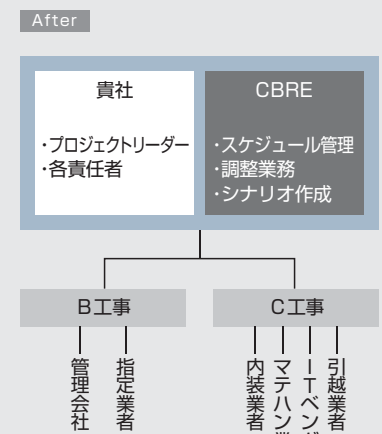 After
貴社
・プロジェクトリーダー
・各責任者
CBRE
・スケジュール管理
・調整業務
・シナリオ作成
B工事
C工事
管理会社
指定業者
内装業者
マテハン業
ITベン
引越業者